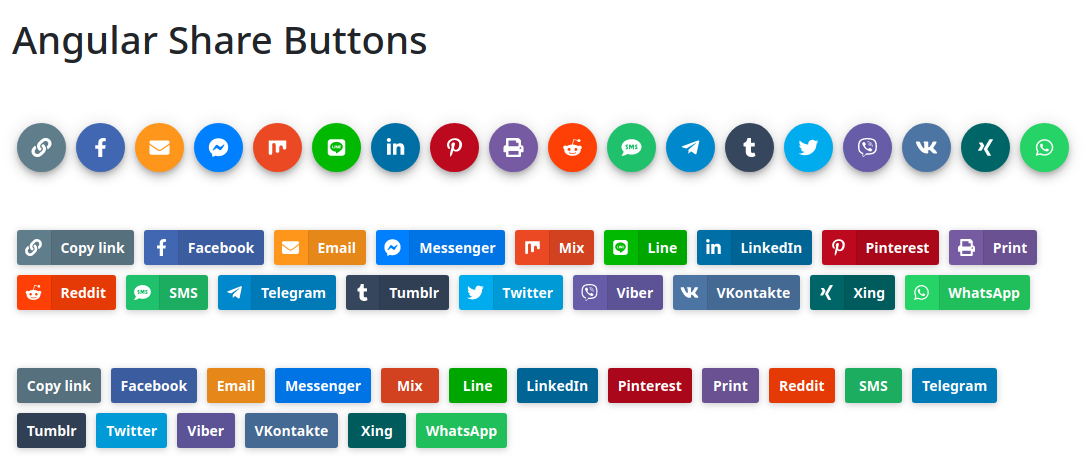 Angular Share Buttons
Copy link Facebook Email Messenger Mix Line LinkedIn Pinterest Print
Reddit SMS Telegram Tumblr Twitter Viber VKontakte Xing WhatsApp
Copy link Facebook Email Messenger Mix Line LinkedIn Pinterest Print Reddit SMS Telegram
Tumblr Twitter Viber VKontakte Xing WhatsApp